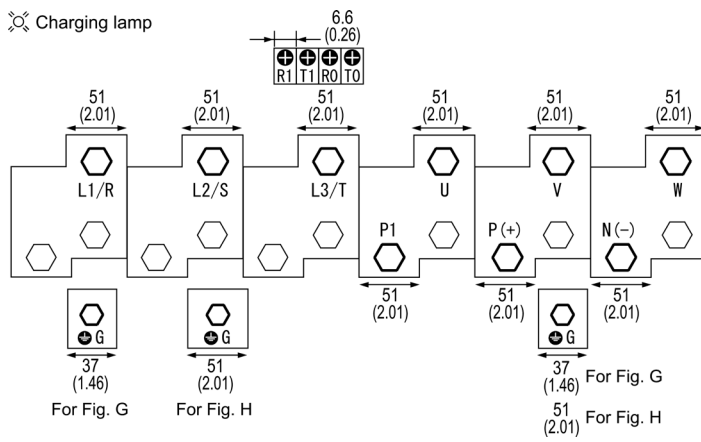 Charging lamp
6.6
(0.26)
R1 T1 R0 T0
51 51 51 51 51 51
(2.01) (2.01) (2.01) (2.01) (2.01) (2.01)
L1/R L2/S L3/T U V W
P1 P(+) N(-)
51 51 51
(2.01) (2.01) (2.01)
G G G
37 51 37
(1.46) (2.01) (1.46) For Fig. G
For Fig. G For Fig. H
51
(2.01) For Fig. H